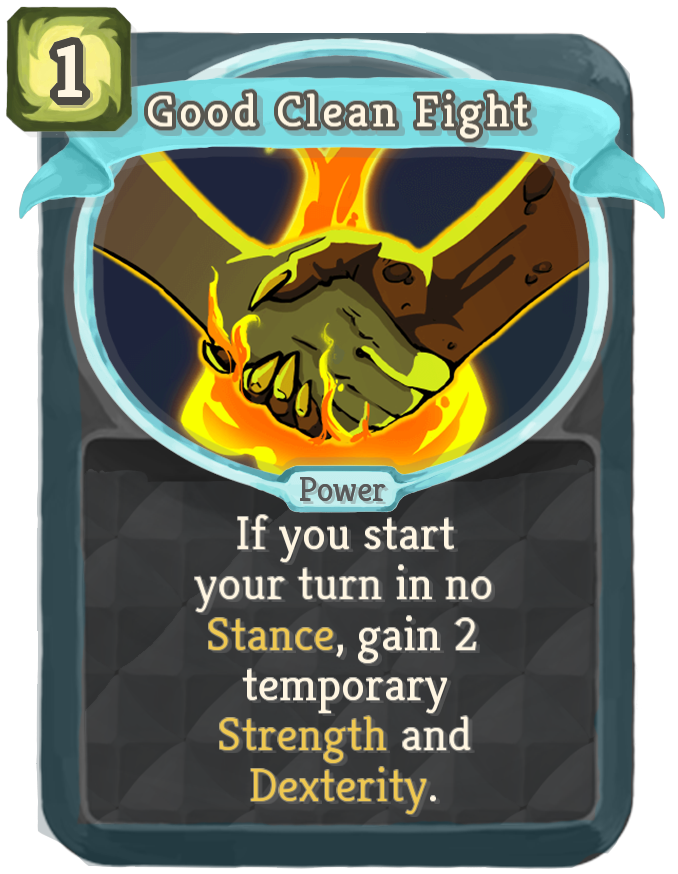 1
Good Clean Fight
Power
If you start
your turn in no
Stance, gain 2
temporary
Strength and
Dexterity.